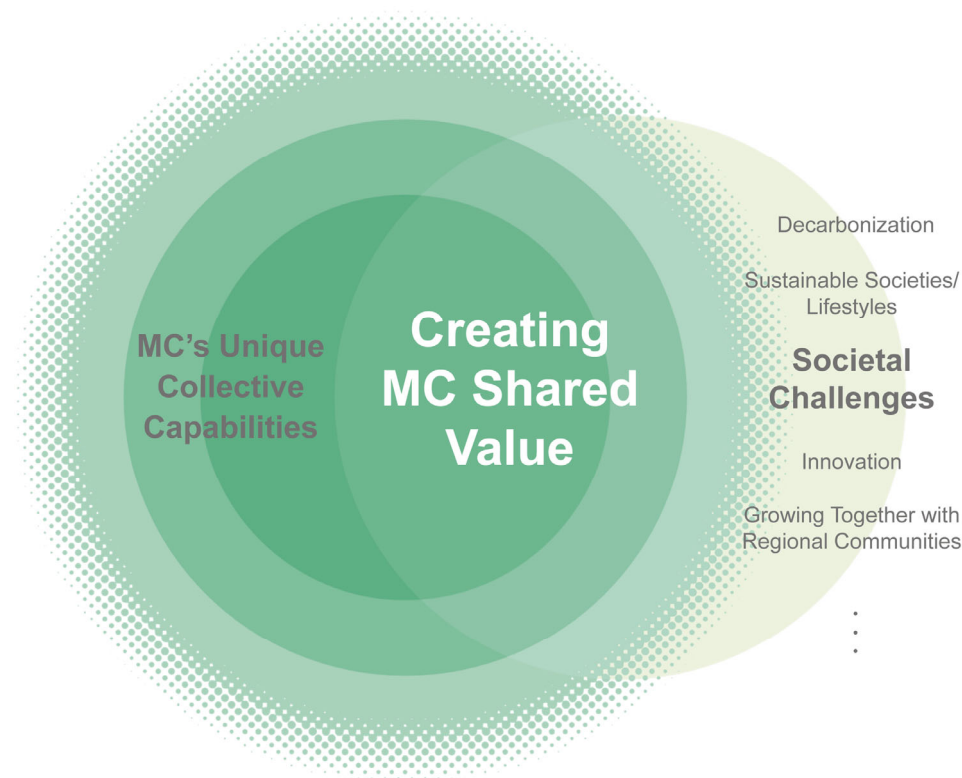 MC’s Unique
Collective
Capabilities
Creating
MC Shared
Value
Decarbonization
Sustainable Societies/
Lifestyles
Societal
Challenges
Innovation
Growing Together with
Regional Communities
.
.
.